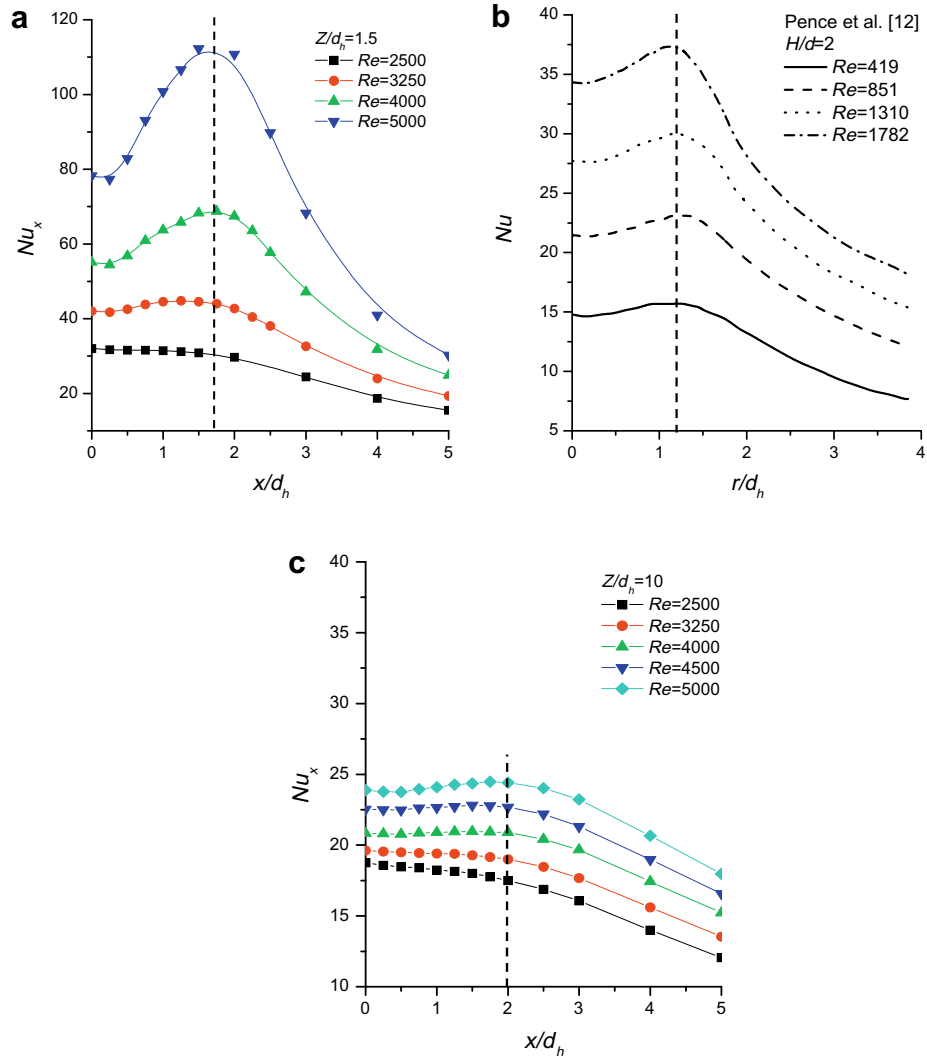 a
120
100
80
60
40
20
Nu_x
0 1 2 3 4 5
x/d_h
Z/d_h=1.5
Re=2500
Re=3250
Re=4000
Re=5000
b
40
35
30
25
20
15
10
5
Nu
0 1 2 3 4
r/d_h
Pence et al. [12]
H/d=2
Re=419
Re=851
Re=1310
Re=1782
c
40
35
30
25
20
15
10
Nu_x
0 1 2 3 4 5
x/d_h
Z/d_h=10
Re=2500
Re=3250
Re=4000
Re=4500
Re=5000